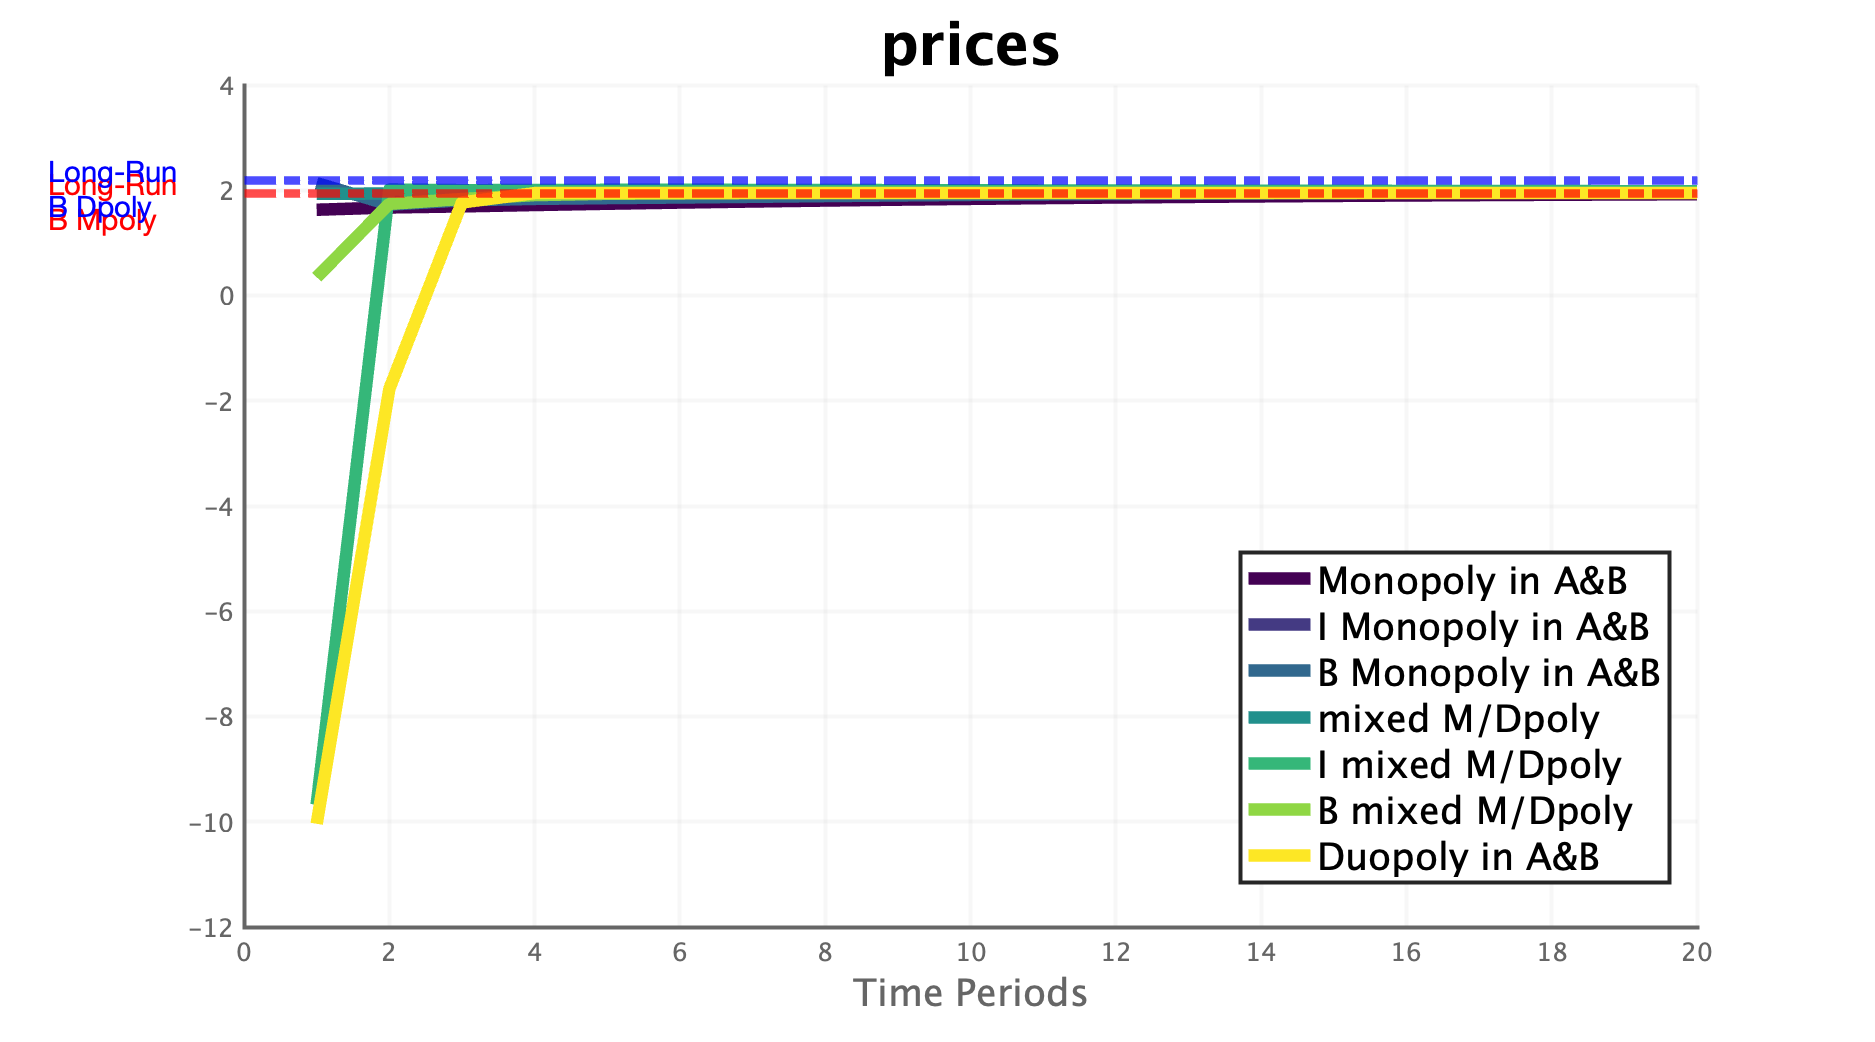 prices
4
2
0
−2
−4
−6
−8
−10
−12
Long-Run
Long-Run
B Dpoly
B Mpoly
Monopoly in A&B
I Monopoly in A&B
B Monopoly in A&B
mixed M/Dpoly
I mixed M/Dpoly
B mixed M/Dpoly
Duopoly in A&B
0 2 4 6 8 10 12 14 16 18 20
Time Periods